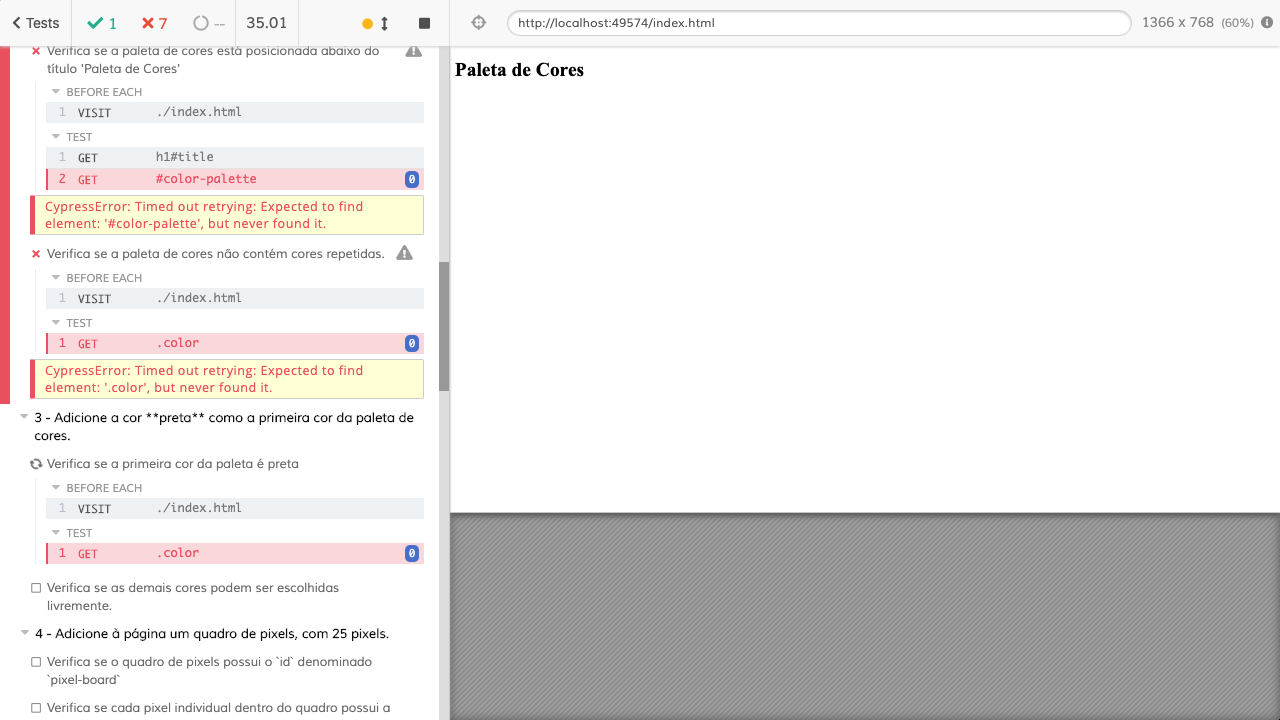 Tests
1
7
--
35.01
http://localhost:49574/index.html
1366 x 768 (60%)
Verifica se a paleta de cores está posicionada abaixo do
título 'Paleta de Cores'
BEFORE EACH
1 VISIT ./index.html
TEST
1 GET h1#title
2 GET #color-palette 0
CypressError: Timed out retrying: Expected to find
element: '#color-palette', but never found it.
Verifica se a paleta de cores não contém cores repetidas.
BEFORE EACH
1 VISIT ./index.html
TEST
1 GET .color 0
CypressError: Timed out retrying: Expected to find
element: '.color', but never found it.
3 - Adicione a cor **preta** como a primeira cor da paleta de
cores.
Verifica se a primeira cor da paleta é preta
BEFORE EACH
1 VISIT ./index.html
TEST
1 GET .color 0
Verifica se as demais cores podem ser escolhidas
livremente.
4 - Adicione à página um quadro de pixels, com 25 pixels.
Verifica se o quadro de pixels possui o `id` denominado
`pixel-board`
Verifica se cada pixel individual dentro do quadro possui a
Paleta de Cores